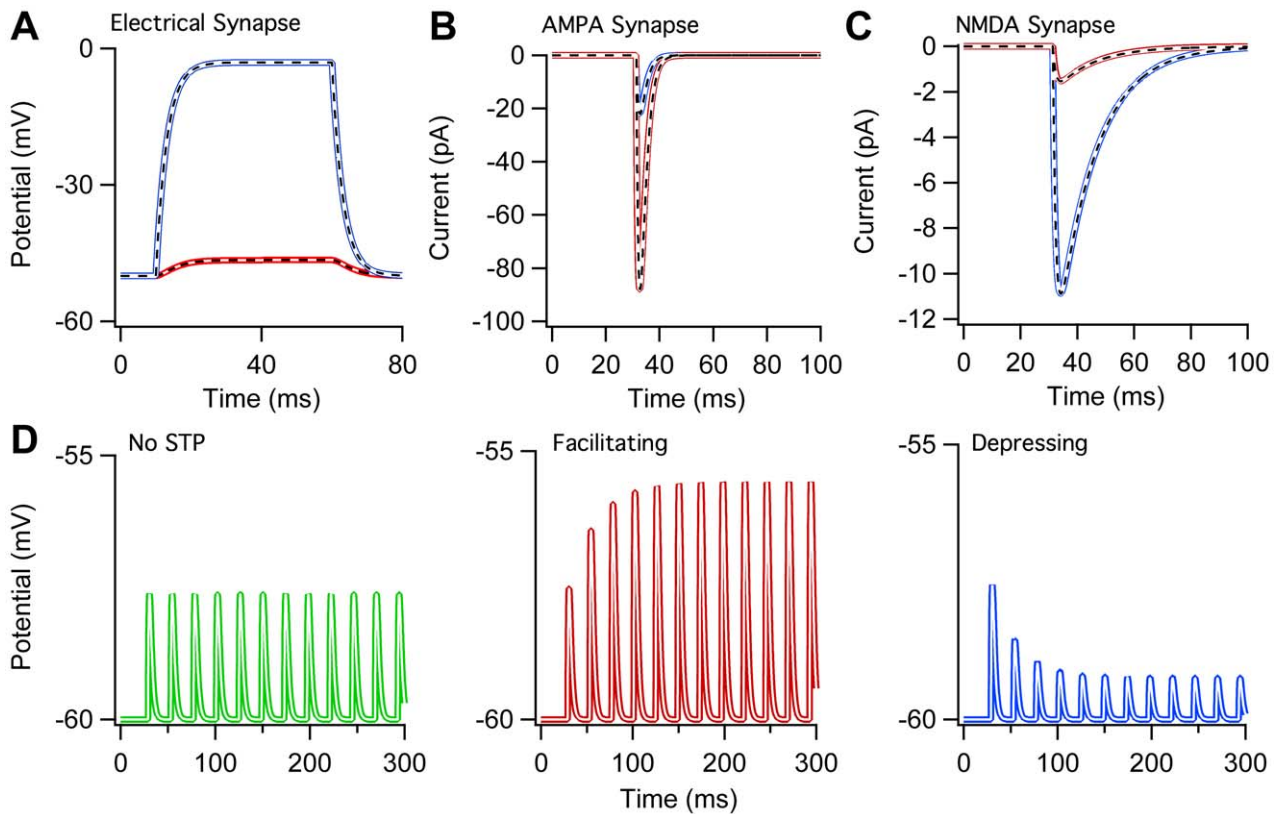 A
Electrical Synapse
0
-30
-60
Potential (mV)
0
40
80
Time (ms)
B
AMPA Synapse
0
-20
-40
-60
-80
-100
Current (pA)
0
20
40
60
80
100
Time (ms)
C
NMDA Synapse
0
-2
-4
-6
-8
-10
-12
Current (pA)
0
20
40
60
80
100
Time (ms)
D
No STP
-55
-60
Potential (mV)
0
100
200
300
Facilitating
-55
-60
0
100
200
300
Depressing
-55
-60
0
100
200
300
Time (ms)